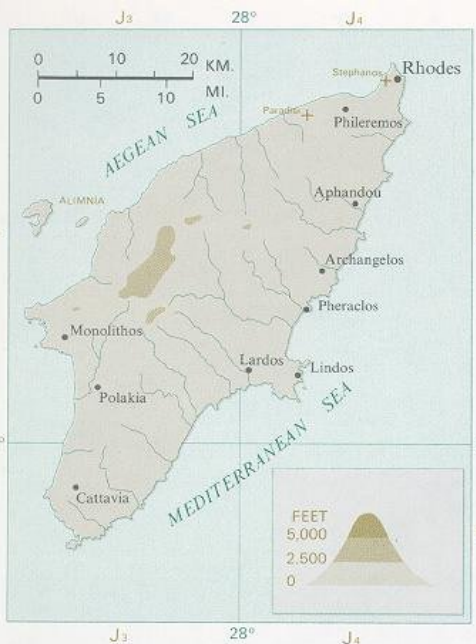 J3 28° J4
0 10 20 KM.
0 5 10 MI.
Rhodes
Stephanos
Paradisi
Phileremos
AEGEAN SEA
Aphandou
ALIMNIA
Archangelos
Pheraclos
Monolithos
Lardos
Lindos
Polakia
MEDITERRANEAN SEA
Cattavia
FEET
5,000
2.500
0
J3 28° J4